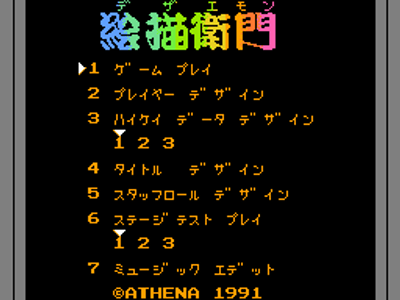 デザエモン
絵描衛門
1 ゲーム プレイ
2 プレイヤー デザイン
3 ハイケイ データ デザイン
1 2 3
4 タイトル デザイン
5 スタッフロール デザイン
6 ステージテスト プレイ
1 2 3
7 ミュージック エディット
©ATHENA 1991